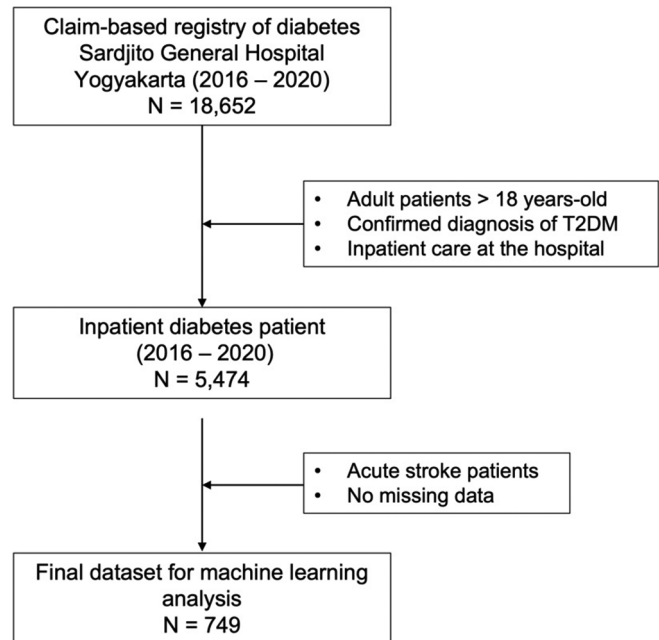 Claim-based registry of diabetes
Sardjito General Hospital
Yogyakarta (2016 – 2020)
N = 18,652
• Adult patients > 18 years-old
• Confirmed diagnosis of T2DM
• Inpatient care at the hospital
Inpatient diabetes patient
(2016 – 2020)
N = 5,474
• Acute stroke patients
• No missing data
Final dataset for machine learning
analysis
N = 749